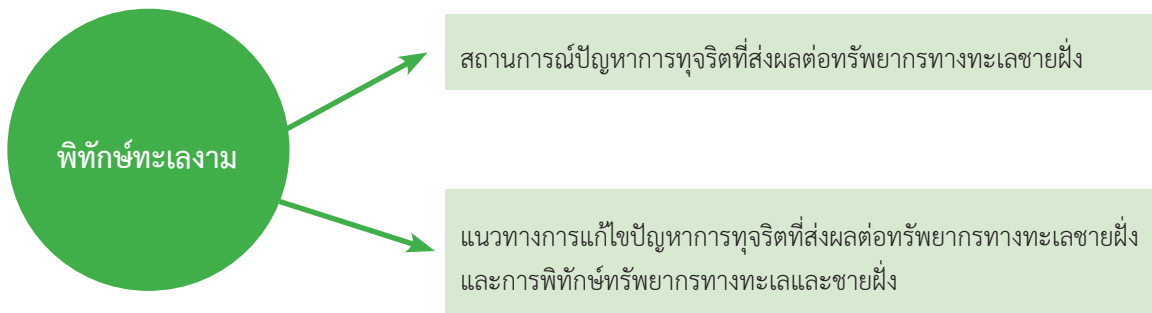 พิทักษ์ทะเลงาม
สถานการณ์ปัญหาการทุจริตที่ส่งผลต่อทรัพยากรทางทะเลชายฝั่ง
แนวทางการแก้ไขปัญหาการทุจริตที่ส่งผลต่อทรัพยากรทางทะเลชายฝั่ง
และการพิทักษ์ทรัพยากรทางทะเลและชายฝั่ง